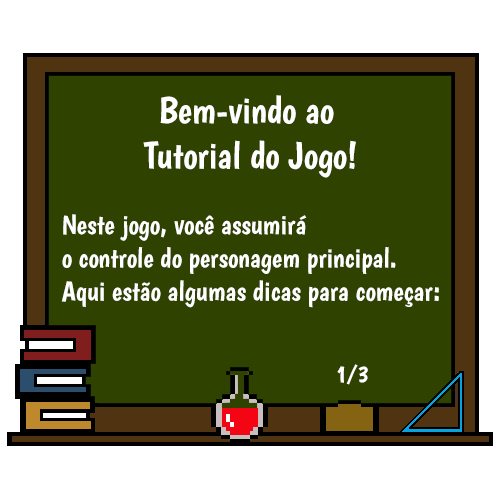 Bem-vindo ao
Tutorial do Jogo!
Neste jogo, você assumirá
o controle do personagem principal.
Aqui estão algumas dicas para começar:
1/3